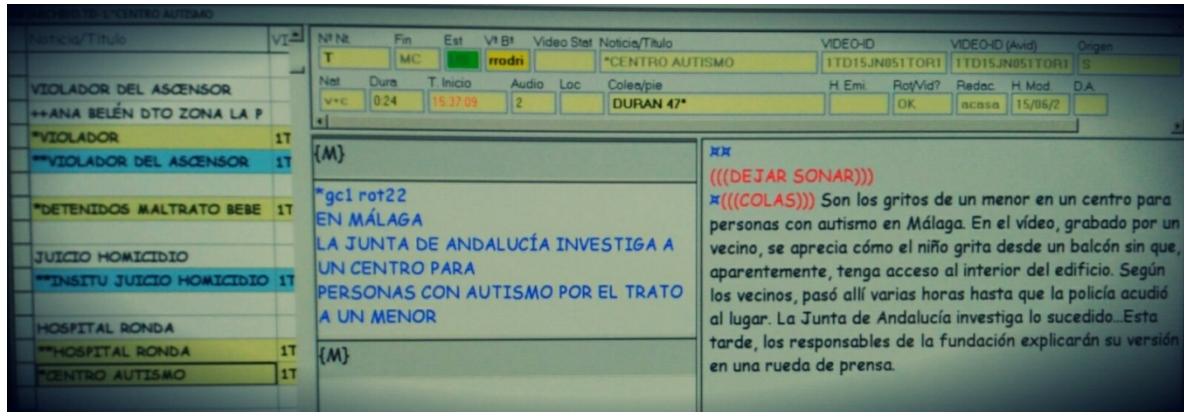 CENTRO AUTISMO
Noticia/Título VI
VIOLADOR DEL ASCENSOR
++ANA BELÉN DTO ZONA LA P
*VIOLADOR 1T
**VIOLADOR DEL ASCENSOR 1T
*DETENIDOS MALTRATO BEBE 1T
JUICIO HOMICIDIO
**INSITU JUICIO HOMICIDIO 1T
HOSPITAL RONDA
**HOSPITAL RONDA 1T
*CENTRO AUTISMO 1T
Nº Nt. Fin Est Vº Bº Video Stat Noticia/Título VIDEO-ID VIDEO-ID (Avid) Origen
T MC rrodri *CENTRO AUTISMO 1TD15JN051TOR1 1TD15JN051TOR1 S
Nat Dura T. Inicio Audio Loc Colea/pie H. Emi. Rot/Vid? Redac. H. Mod. D.A.
V+C 0:24 15:37:09 2 DURAN 47" OK acasa 15/06/2
{M}
*gc1 rot22
EN MÁLAGA
LA JUNTA DE ANDALUCÍA INVESTIGA A
UN CENTRO PARA
PERSONAS CON AUTISMO POR EL TRATO
A UN MENOR
{M}
¤¤
(((DEJAR SONAR)))
¤(((COLAS))) Son los gritos de un menor en un centro para
personas con autismo en Málaga. En el vídeo, grabado por un
vecino, se aprecia cómo el niño grita desde un balcón sin que,
aparentemente, tenga acceso al interior del edificio. Según
los vecinos, pasó allí varias horas hasta que la policía acudió
al lugar. La Junta de Andalucía investiga lo sucedido...Esta
tarde, los responsables de la fundación explicarán su versión
en una rueda de prensa.